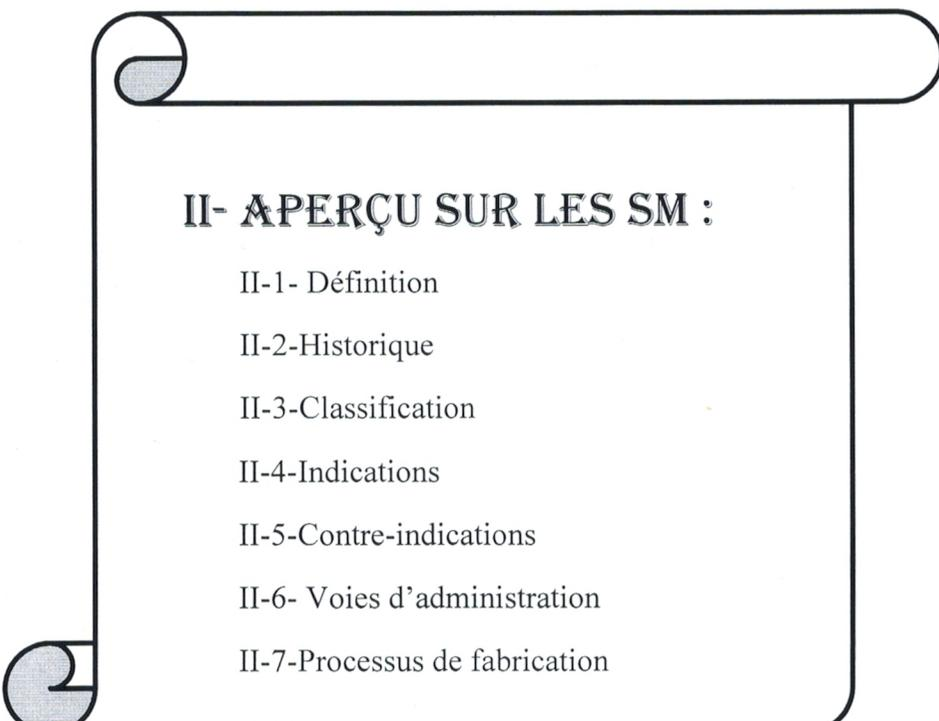 II- APERÇU SUR LES SM :
II-1- Définition
II-2-Historique
II-3-Classification
II-4-Indications
II-5-Contre-indications
II-6- Voies d’administration
II-7-Processus de fabrication